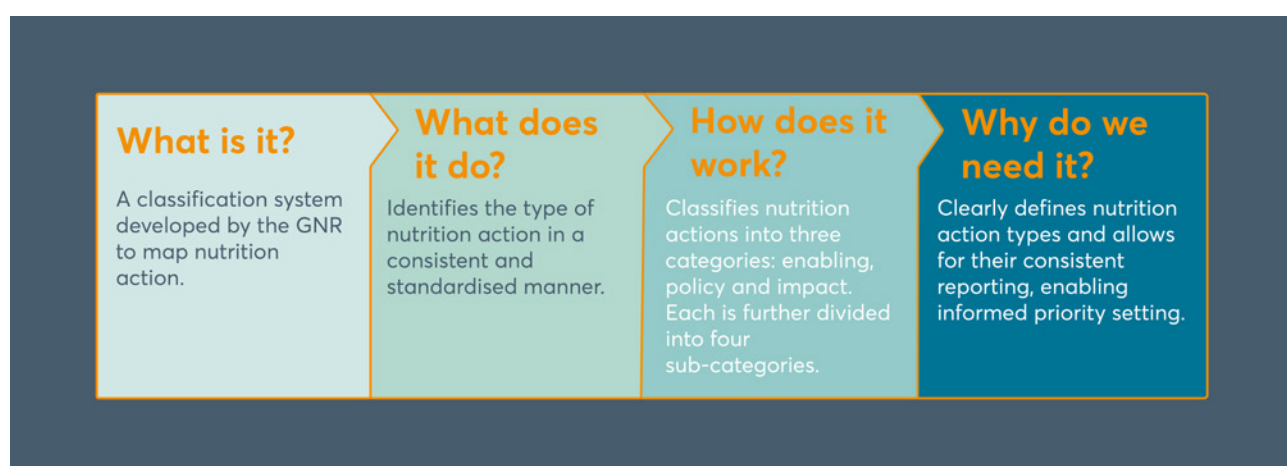 What is it?
A classification system
developed by the GNR
to map nutrition
action.
What does
it do?
Identifies the type of
nutrition action in a
consistent and
standardised manner.
How does it
work?
Classifies nutrition
actions into three
categories: enabling,
policy and impact.
Each is further divided
into four
sub-categories.
Why do we
need it?
Clearly defines nutrition
action types and allows
for their consistent
reporting, enabling
informed priority setting.